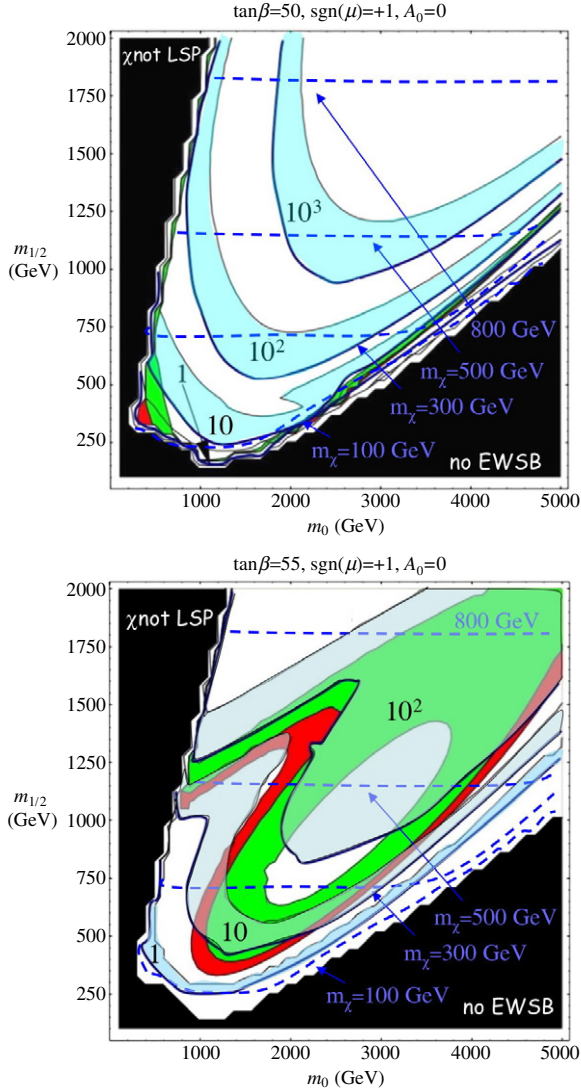 tanβ=50, sgn(μ)=+1, A₀=0
χnot LSP
2000
1750
1500
1250
1000
750
500
250
m₁/₂
(GeV)
10³
10²
1
10
800 GeV
mχ=500 GeV
mχ=300 GeV
mχ=100 GeV
no EWSB
1000 2000 3000 4000 5000
m₀ (GeV)
tanβ=55, sgn(μ)=+1, A₀=0
χnot LSP
2000
1750
1500
1250
1000
750
500
250
m₁/₂
(GeV)
800 GeV
10²
10
1
mχ=500 GeV
mχ=300 GeV
mχ=100 GeV
no EWSB
1000 2000 3000 4000 5000
m₀ (GeV)